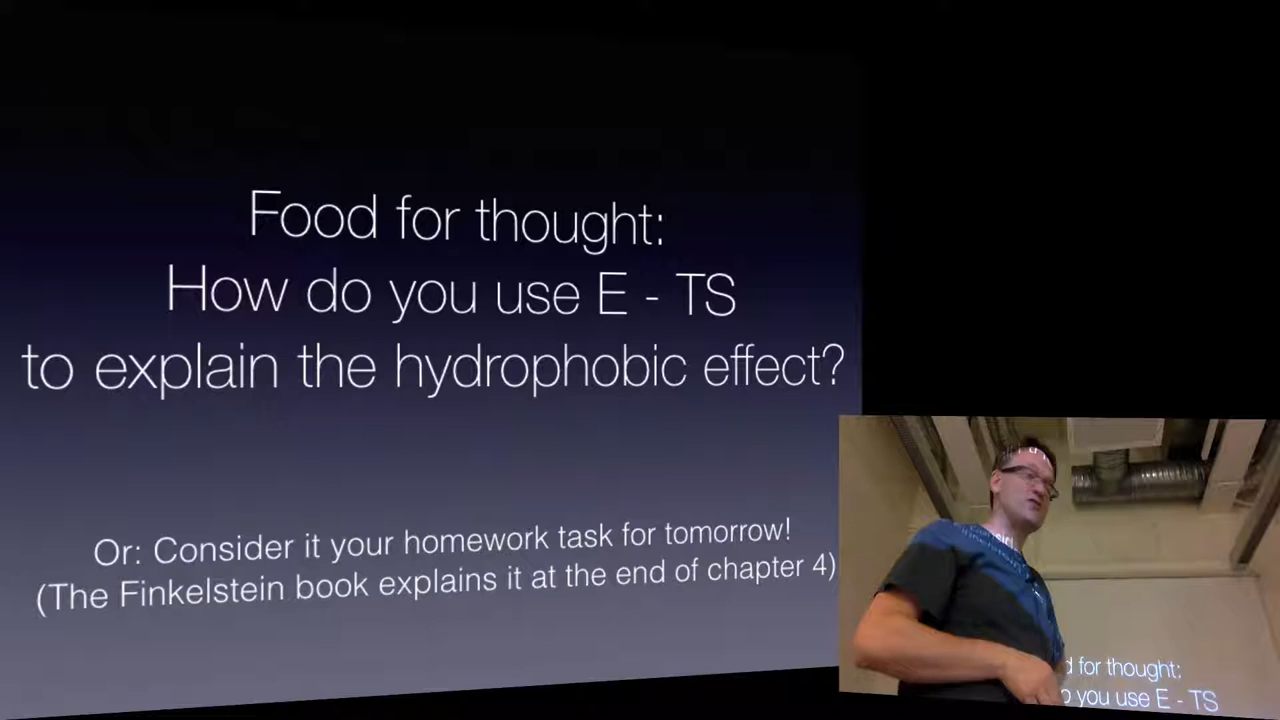 Food for thought:
How do you use E - TS
to explain the hydrophobic effect?
Or: Consider it your homework task for tomorrow!
(The Finkelstein book explains it at the end of chapter 4)
d for thought:
o you use E - TS